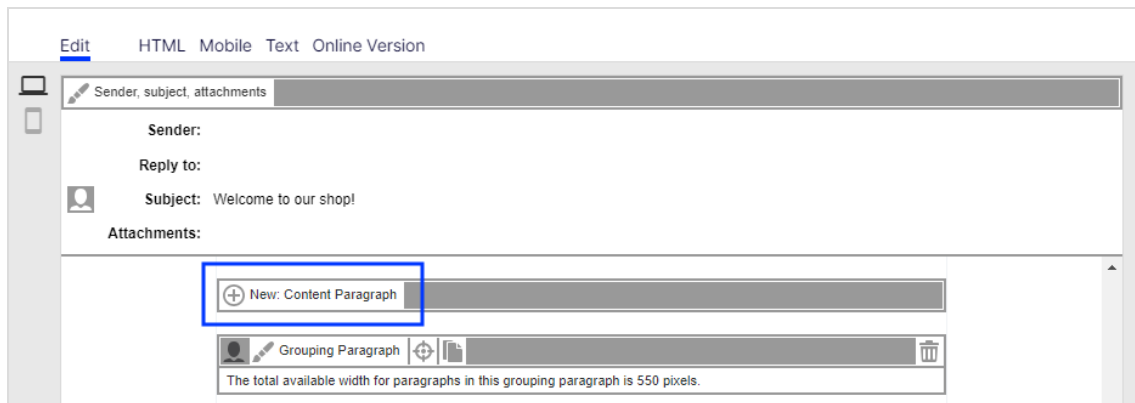 Edit HTML Mobile Text Online Version
Sender, subject, attachments
Sender:
Reply to:
Subject: Welcome to our shop!
Attachments:
New: Content Paragraph
Grouping Paragraph
The total available width for paragraphs in this grouping paragraph is 550 pixels.